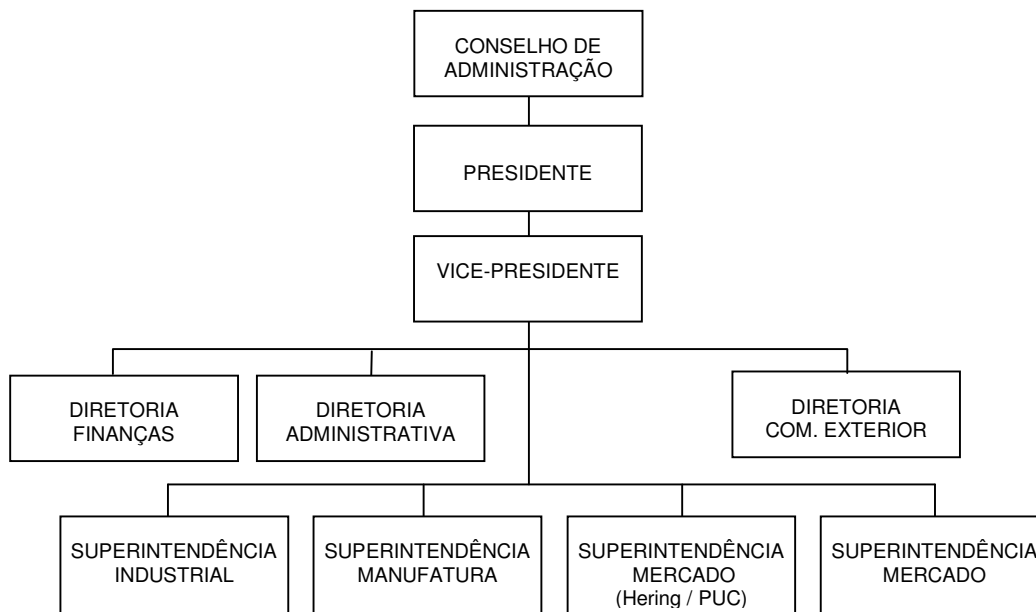 CONSELHO DE
ADMINISTRAÇÃO
PRESIDENTE
VICE-PRESIDENTE
DIRETORIA
FINANÇAS
DIRETORIA
ADMINISTRATIVA
DIRETORIA
COM. EXTERIOR
SUPERINTENDÊNCIA
INDUSTRIAL
SUPERINTENDÊNCIA
MANUFATURA
SUPERINTENDÊNCIA
MERCADO
(Hering / PUC)
SUPERINTENDÊNCIA
MERCADO